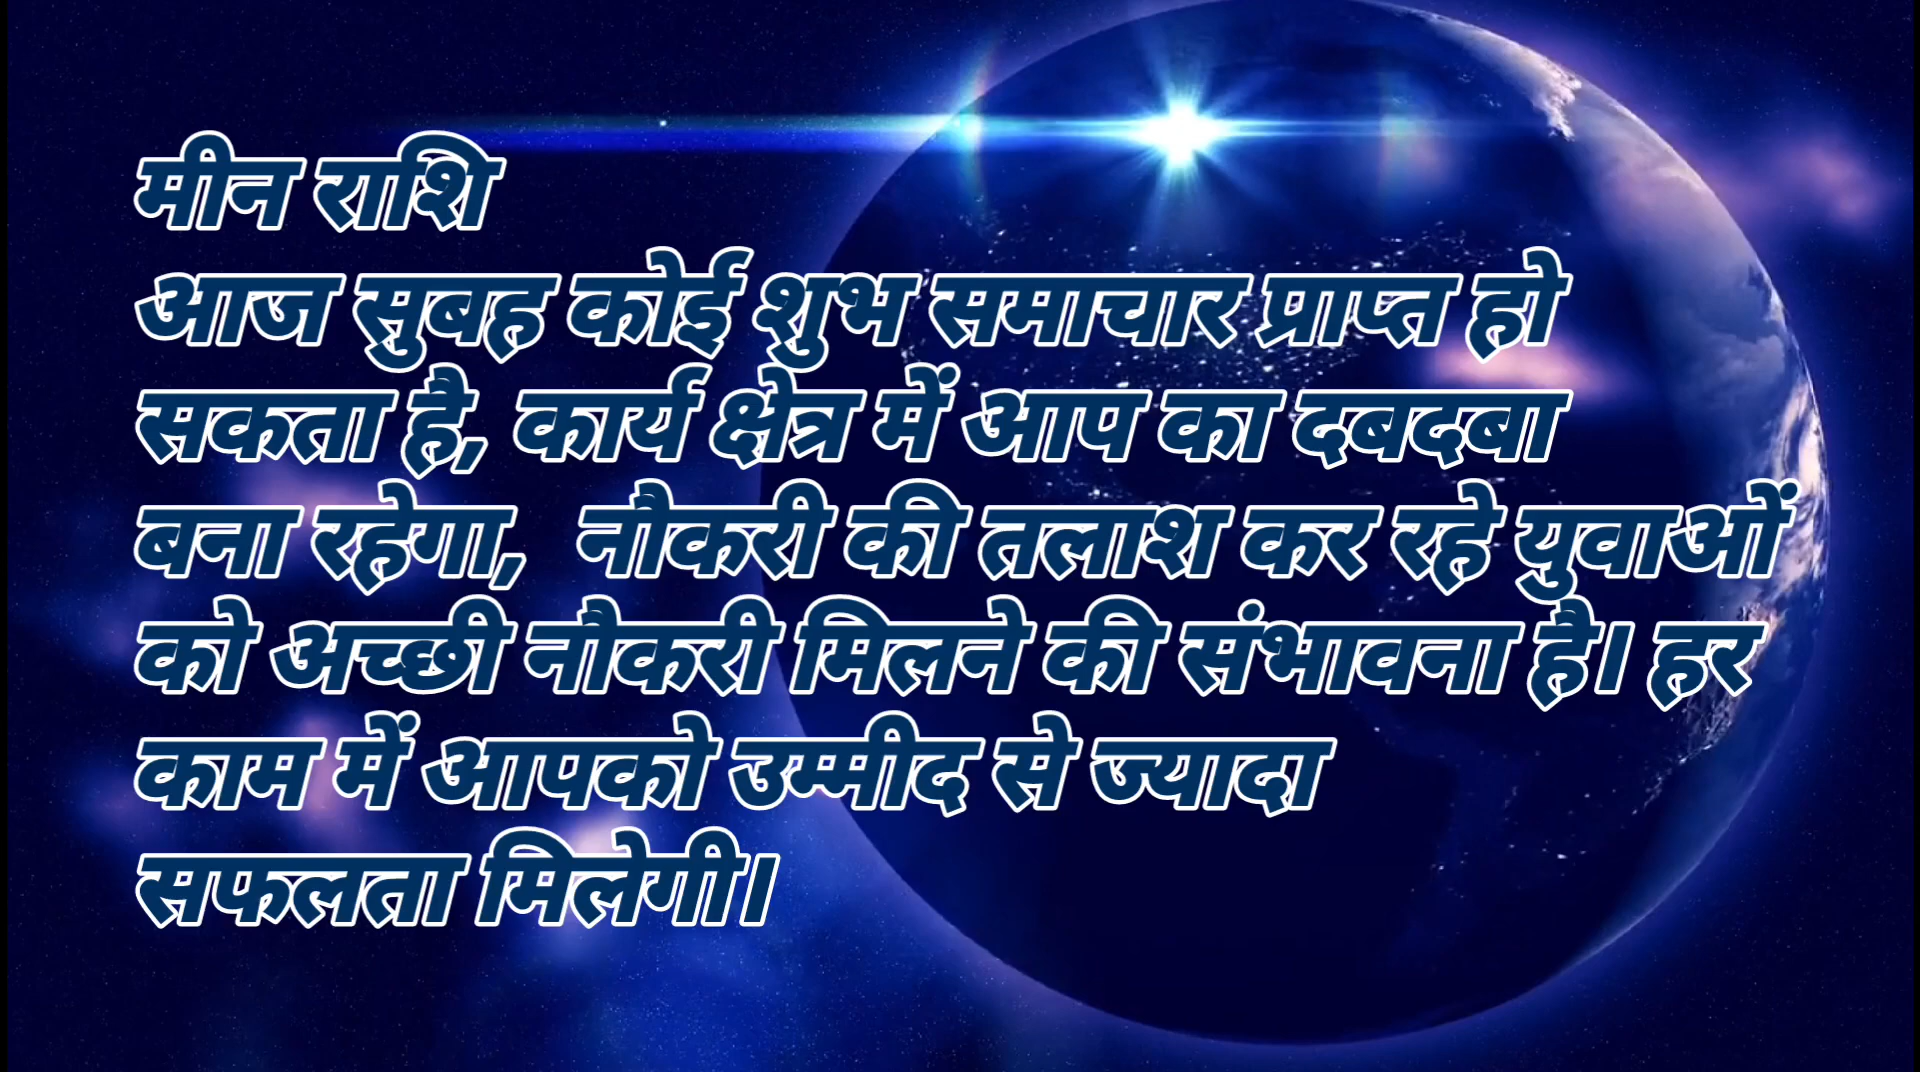 मीन राशि
आज सुबह कोई शुभ समाचार प्राप्त हो
सकता है, कार्य क्षेत्र में आप का दबदबा
बना रहेगा,  नौकरी की तलाश कर रहे युवाओं
को अच्छी नौकरी मिलने की संभावना है। हर
काम में आपको उम्मीद से ज्यादा
सफलता मिलेगी।